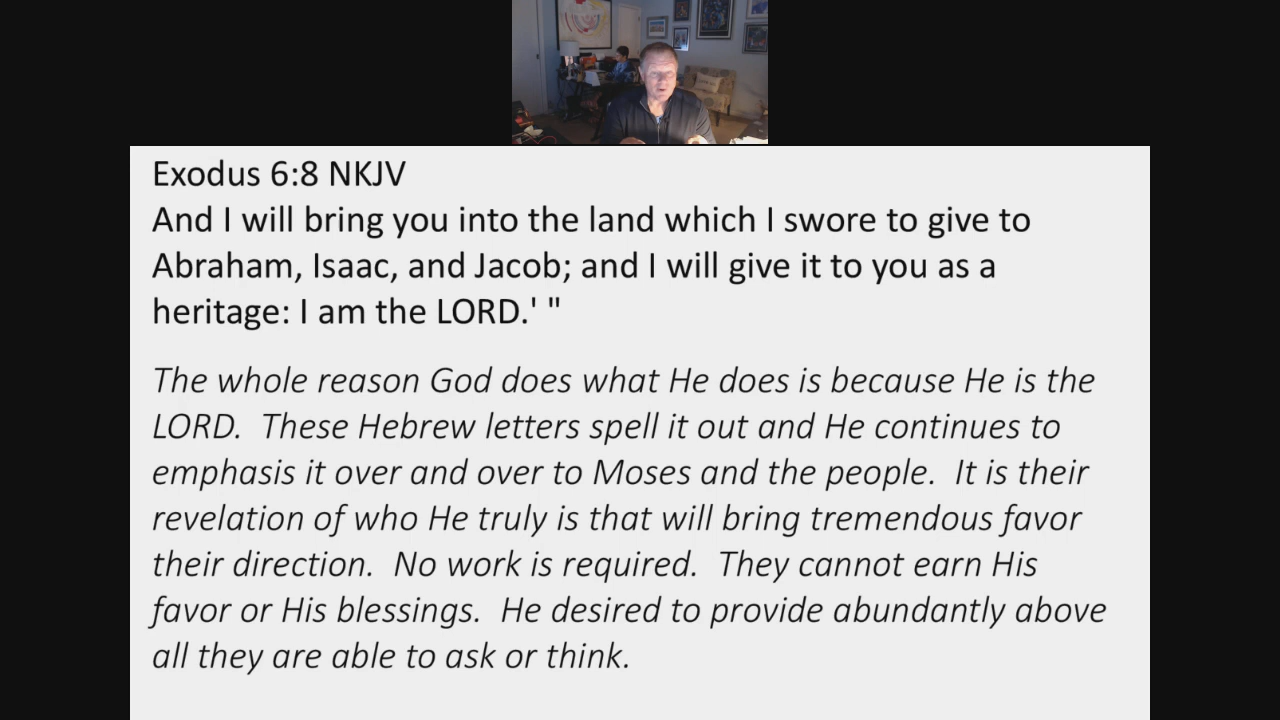 Exodus 6:8 NKJV
And I will bring you into the land which I swore to give to
Abraham, Isaac, and Jacob; and I will give it to you as a
heritage: I am the LORD.' "
The whole reason God does what He does is because He is the
LORD.  These Hebrew letters spell it out and He continues to
emphasis it over and over to Moses and the people.  It is their
revelation of who He truly is that will bring tremendous favor
their direction.  No work is required.  They cannot earn His
favor or His blessings.  He desired to provide abundantly above
all they are able to ask or think.